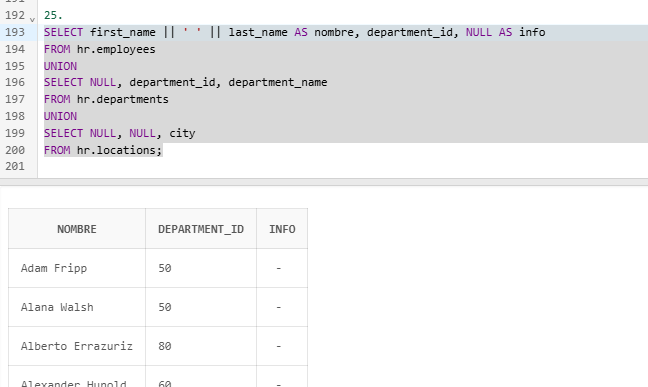 191
192 25.
193 SELECT first_name || ' ' || last_name AS nombre, department_id, NULL AS info
194 FROM hr.employees
195 UNION
196 SELECT NULL, department_id, department_name
197 FROM hr.departments
198 UNION
199 SELECT NULL, NULL, city
200 FROM hr.locations;
201
NOMBRE DEPARTMENT_ID INFO
Adam Fripp 50 -
Alana Walsh 50 -
Alberto Errazuriz 80 -
Alexander Hunold 60 -